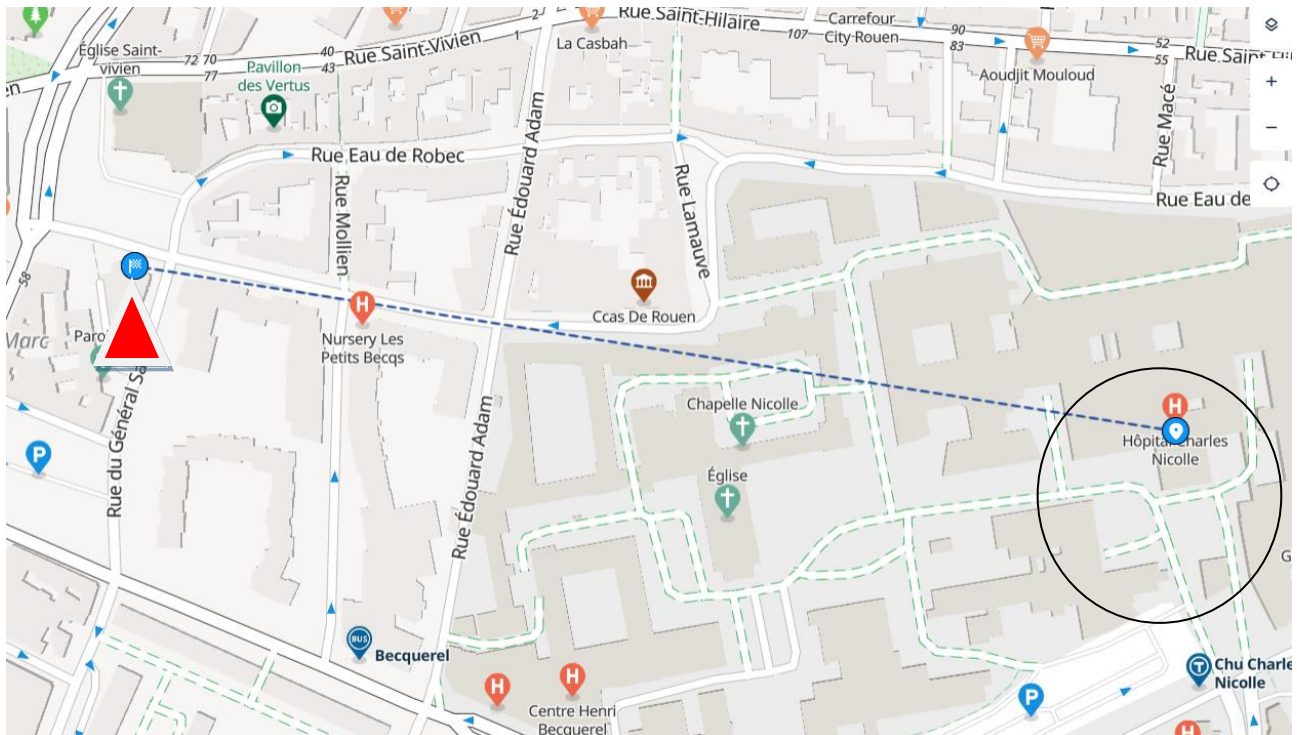 Rue Saint-Hilaire
Carrefour
City-Rouen
La Casbah
107
90
83
52
55
2
1
Aoudjit Mouloud
Église Saint-
vivien
72 70
77
40
43
Rue Saint-Vivien
Pavillon
des Vertus
Rue Macé
Rue Eau de Robec
Rue Édouard Adam
Rue Mollien
Rue Lamauve
Rue Eau de
58
Ccas De Rouen
H
Nursery Les
Petits Becqs
Marc
Rue du Général
P
Chapelle Nicolle
H
Hôpital Charles
Nicolle
Église
Rue Édouard Adam
BUS
Becquerel
H
H
Centre Henri
Becquerel
P
T
Chu Charle
Nicolle
H
G
+
−